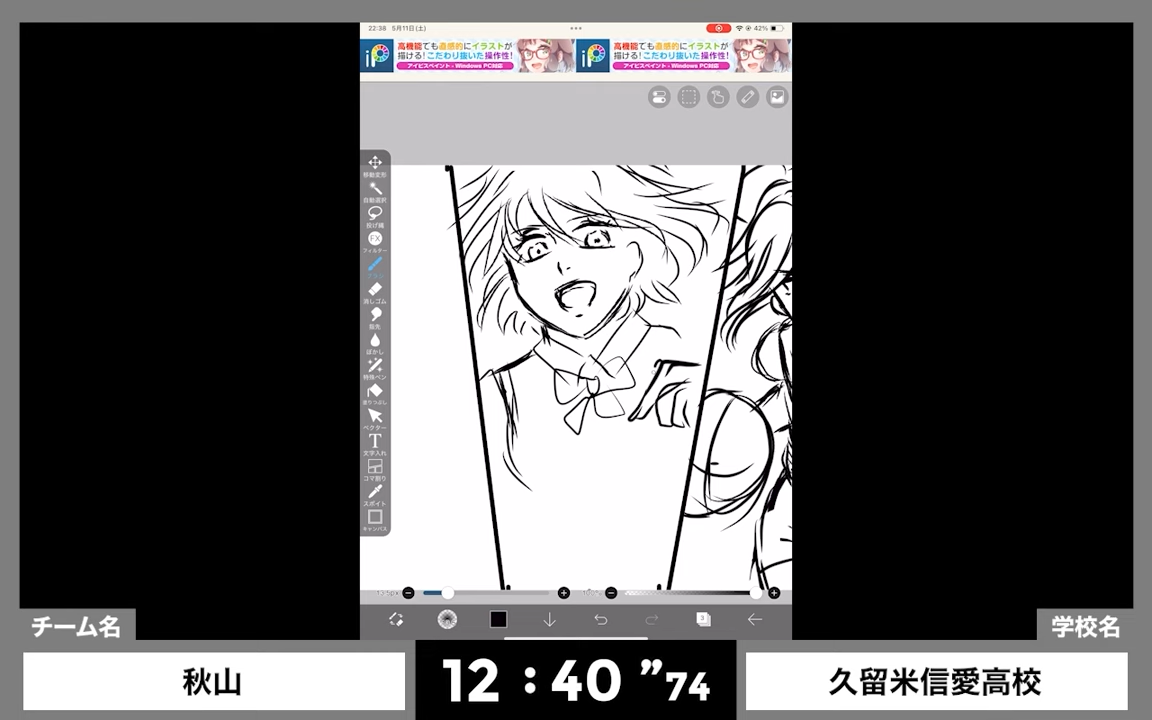 22:38 5月11日(土)
42%
高機能でも直感的にイラストが
描ける!こだわり抜いた操作性!
アイビスペイント - Windows PC対応
高機能でも直感的にイラストが
描ける!こだわり抜いた操作性!
アイビスペイント - Windows PC対応
移動変形
自動選択
投げ縄
FX
フィルター
ブラシ
消しゴム
指先
ぼかし
特殊ペン
塗りつぶし
ベクター
T
文字入れ
コマ割り
スポイト
キャンバス
3
チーム名
秋山
12:40"74
学校名
久留米信愛高校